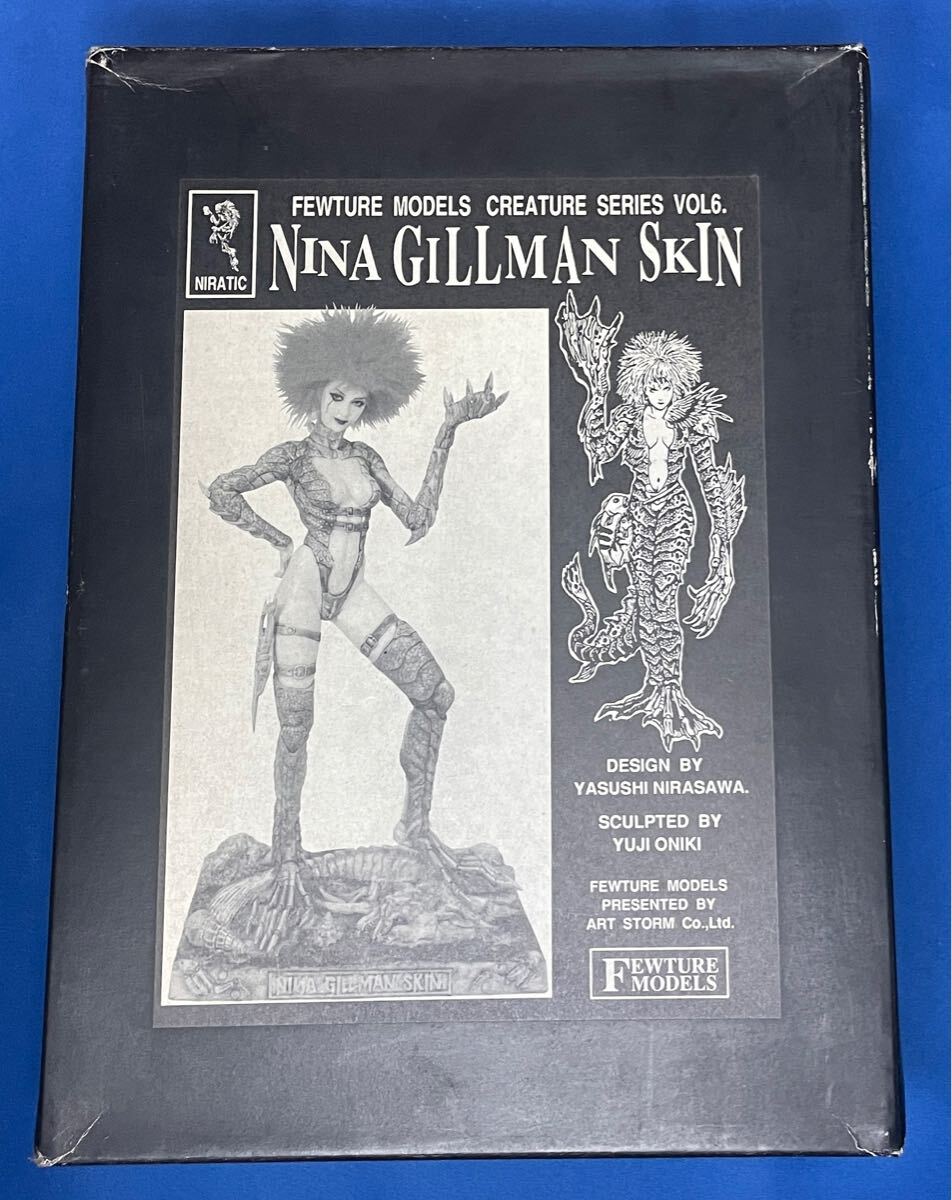 FEWTURE MODELS CREATURE SERIES VOL6.
NINA GILLMAN SKIN
NIRATIC
NINA GILLMAN SKIN
DESIGN BY
YASUSHI NIRASAWA.
SCULPTED BY
YUJI ONIKI
FEWTURE MODELS
PRESENTED BY
ART STORM Co.,Ltd.
FEWTURE
MODELS